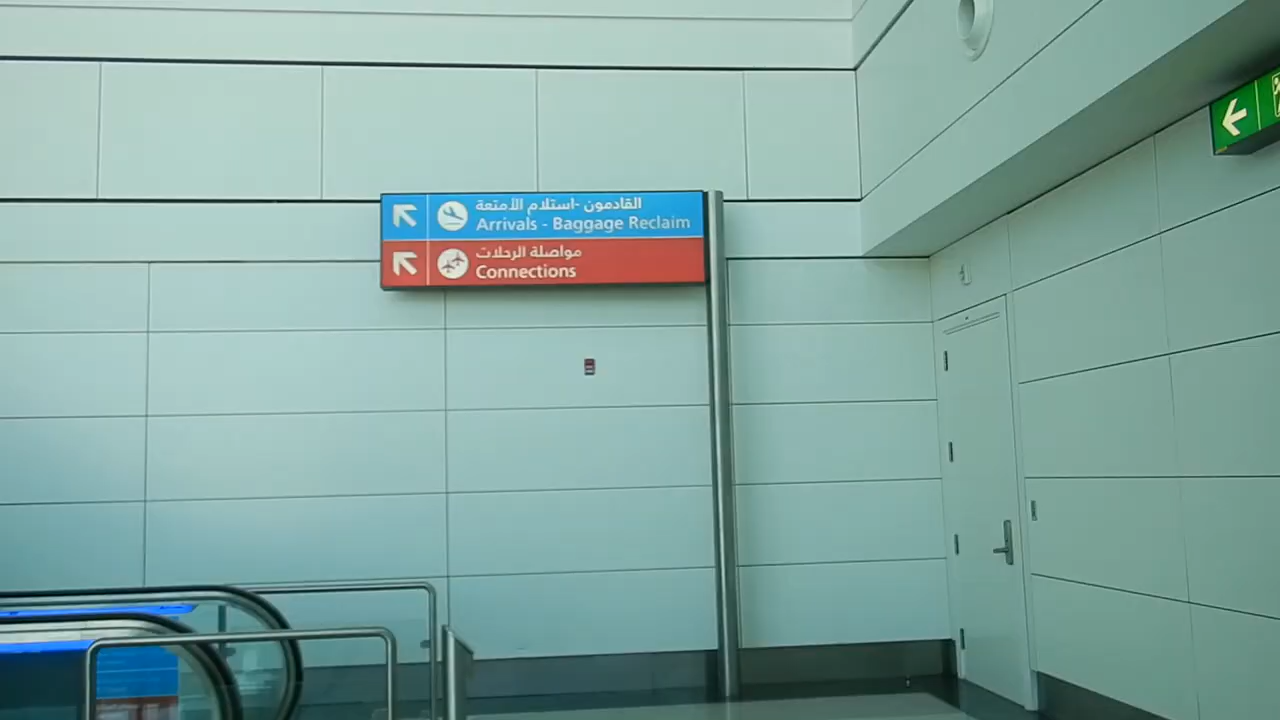 القادمون -استلام الأمتعة
Arrivals - Baggage Reclaim
مواصلة الرحلات
Connections